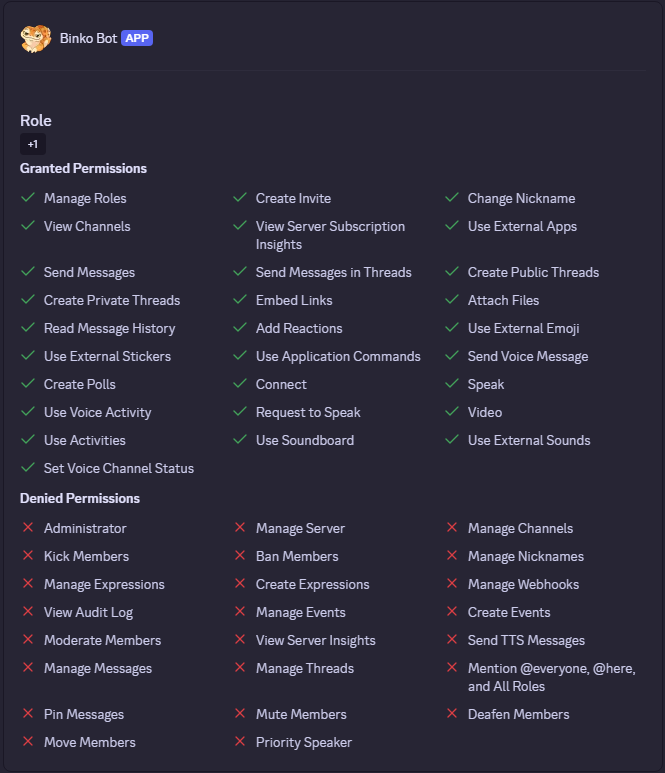 Binko Bot APP
Role
+1
Granted Permissions
Manage Roles
Create Invite
Change Nickname
View Channels
View Server Subscription
Insights
Use External Apps
Send Messages
Send Messages in Threads
Create Public Threads
Create Private Threads
Embed Links
Attach Files
Read Message History
Add Reactions
Use External Emoji
Use External Stickers
Use Application Commands
Send Voice Message
Create Polls
Connect
Speak
Use Voice Activity
Request to Speak
Video
Use Activities
Use Soundboard
Use External Sounds
Set Voice Channel Status
Denied Permissions
Administrator
Manage Server
Manage Channels
Kick Members
Ban Members
Manage Nicknames
Manage Expressions
Create Expressions
Manage Webhooks
View Audit Log
Manage Events
Create Events
Moderate Members
View Server Insights
Send TTS Messages
Manage Messages
Manage Threads
Mention @everyone, @here,
and All Roles
Pin Messages
Mute Members
Deafen Members
Move Members
Priority Speaker